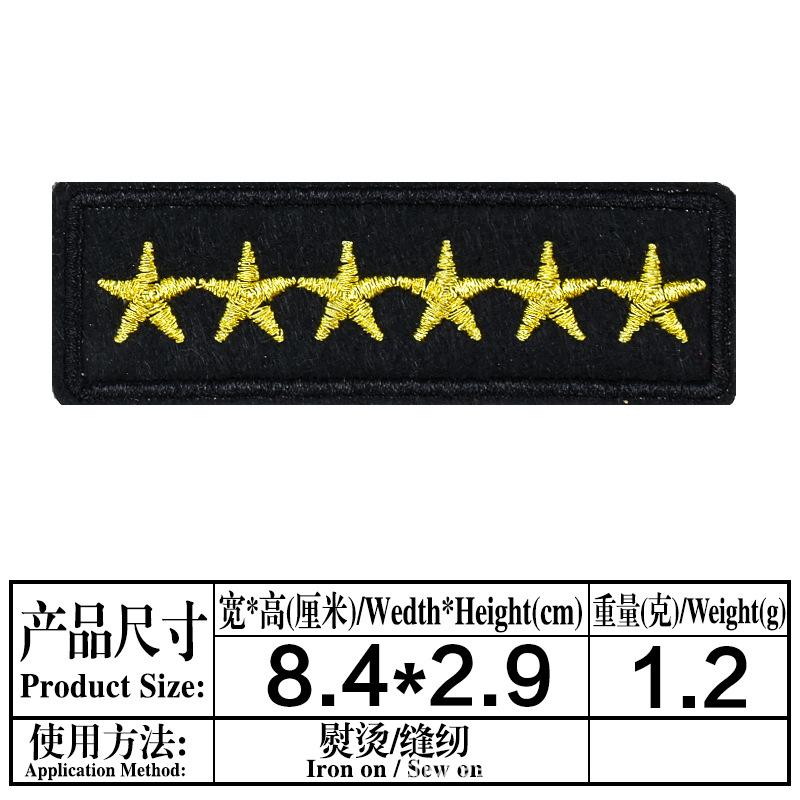 产品尺寸
Product Size:
宽*高(厘米)/Wedth*Height(cm)
重量(克)/Weight(g)
8.4*2.9
1.2
使用方法:
Application Method:
熨烫/缝纫
Iron on / Sew on